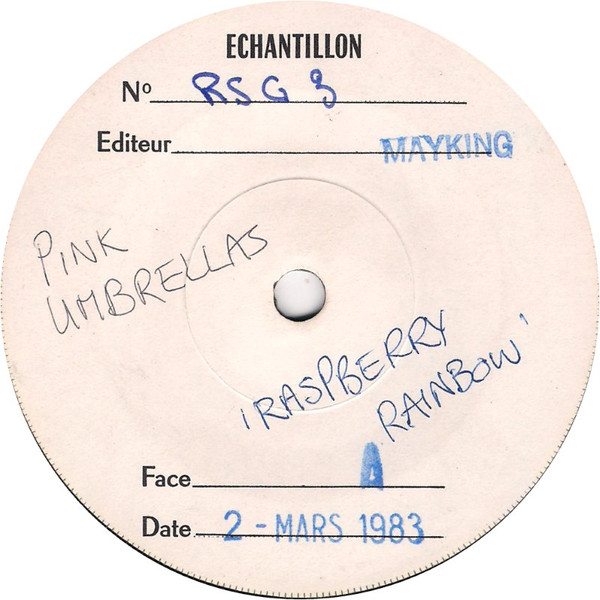 ECHANTILLON
Nº RSG 3
Editeur MAYKING
PINK
UMBRELLAS
'RASPBERRY
RAINBOW'
Face A
Date 2 - MARS 1983